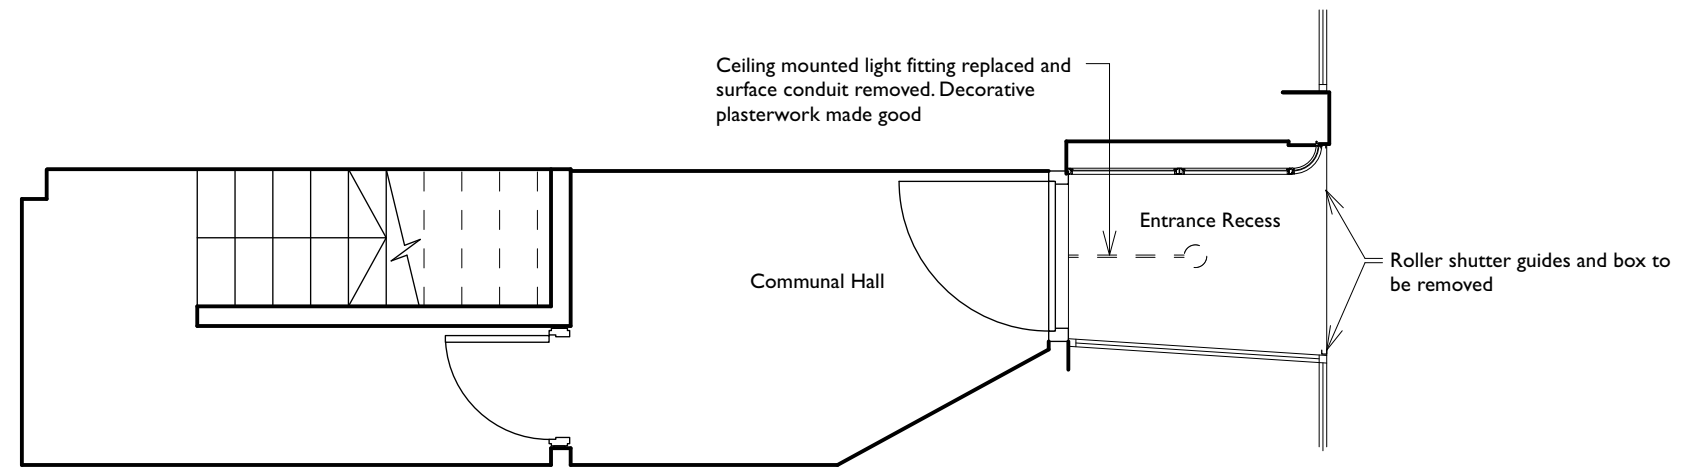 Ceiling mounted light fitting replaced and
surface conduit removed. Decorative
plasterwork made good
Entrance Recess
Communal Hall
Roller shutter guides and box to
be removed